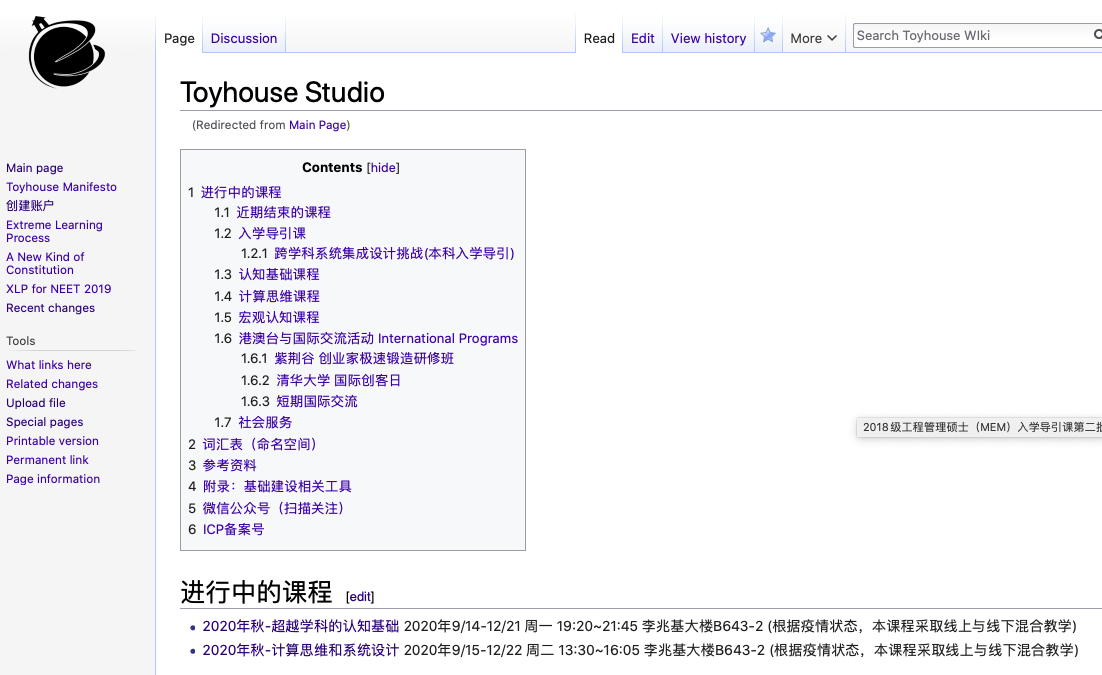 Page Discussion Read Edit View history More Search Toyhouse WIki
Toyhouse Studio
(Redirected from Main Page)
Main page
Toyhouse Manifesto
创建账户
Extreme Learning
Process
A New Kind of
Constitution
XLP for NEET 2019
Recent changes
Tools
What links here
Related changes
Upload file
Special pages
Printable version
Permanent link
Page information
Contents [hide]
1 进行中的课程
1.1 近期结束的课程
1.2 入学导引课
1.2.1 跨学科系统集成设计挑战(本科入学导引)
1.3 认知基础课程
1.4 计算思维课程
1.5 宏观认知课程
1.6 港澳台与国际交流活动 International Programs
1.6.1 紫荆谷 创业家极速锻造研修班
1.6.2 清华大学 国际创客日
1.6.3 短期国际交流
1.7 社会服务
2 词汇表（命名空间）
3 参考资料
4 附录：基础建设相关工具
5 微信公众号（扫描关注）
6 ICP备案号
2018级工程管理硕士（MEM）入学导引课第二批
进行中的课程 [edit]
2020年秋-超越学科的认知基础 2020年9/14-12/21 周一 19:20~21:45 李兆基大楼B643-2 (根据疫情状态，本课程采取线上与线下混合教学)
2020年秋-计算思维和系统设计 2020年9/15-12/22 周二 13:30~16:05 李兆基大楼B643-2 (根据疫情状态，本课程采取线上与线下混合教学)